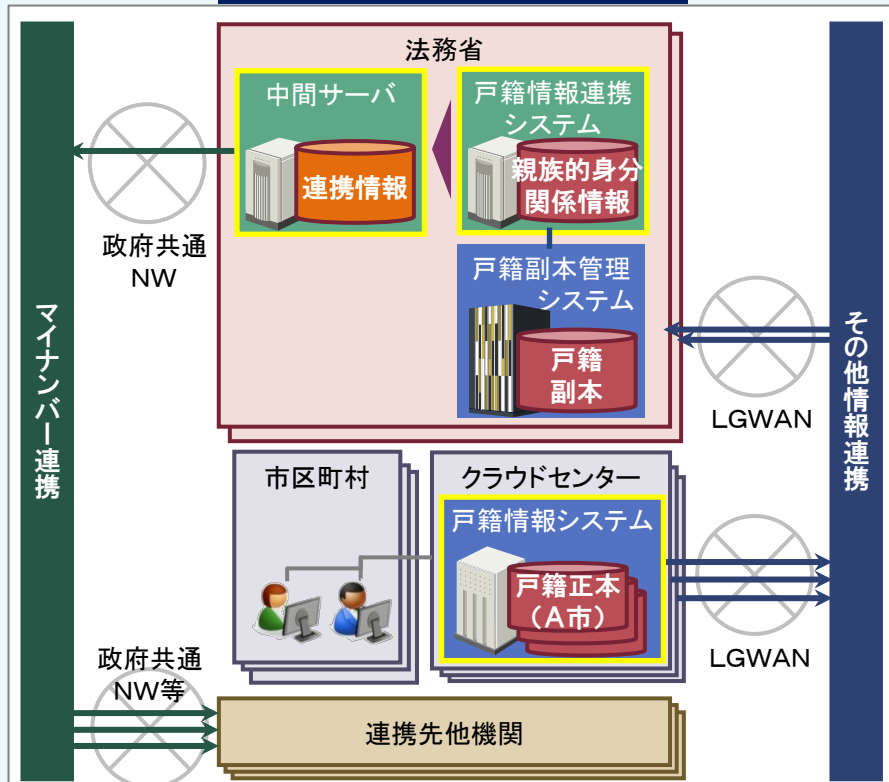 法務省
中間サーバ
連携情報
戸籍情報連携
システム
親族的身分
関係情報
政府共通
NW
戸籍副本管理
システム
戸籍
副本
LGWAN
マイナンバー連携
その他情報連携
市区町村
クラウドセンター
戸籍情報システム
戸籍正本
（A市）
LGWAN
政府共通
NW等
連携先他機関